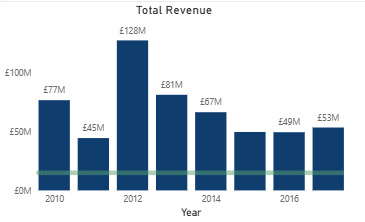 Total Revenue
£128M
£77M
£81M
£67M
£45M
£49M
£53M
£100M
£50M
£0M
2010
2012
2014
2016
Year